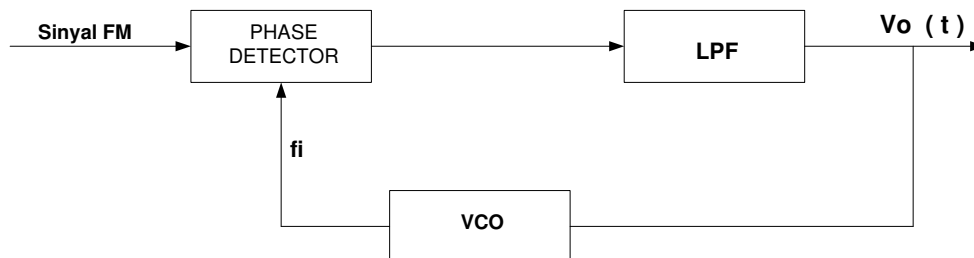 Sinyal FM
PHASE
DETECTOR
LPF
Vo ( t )
fi
VCO